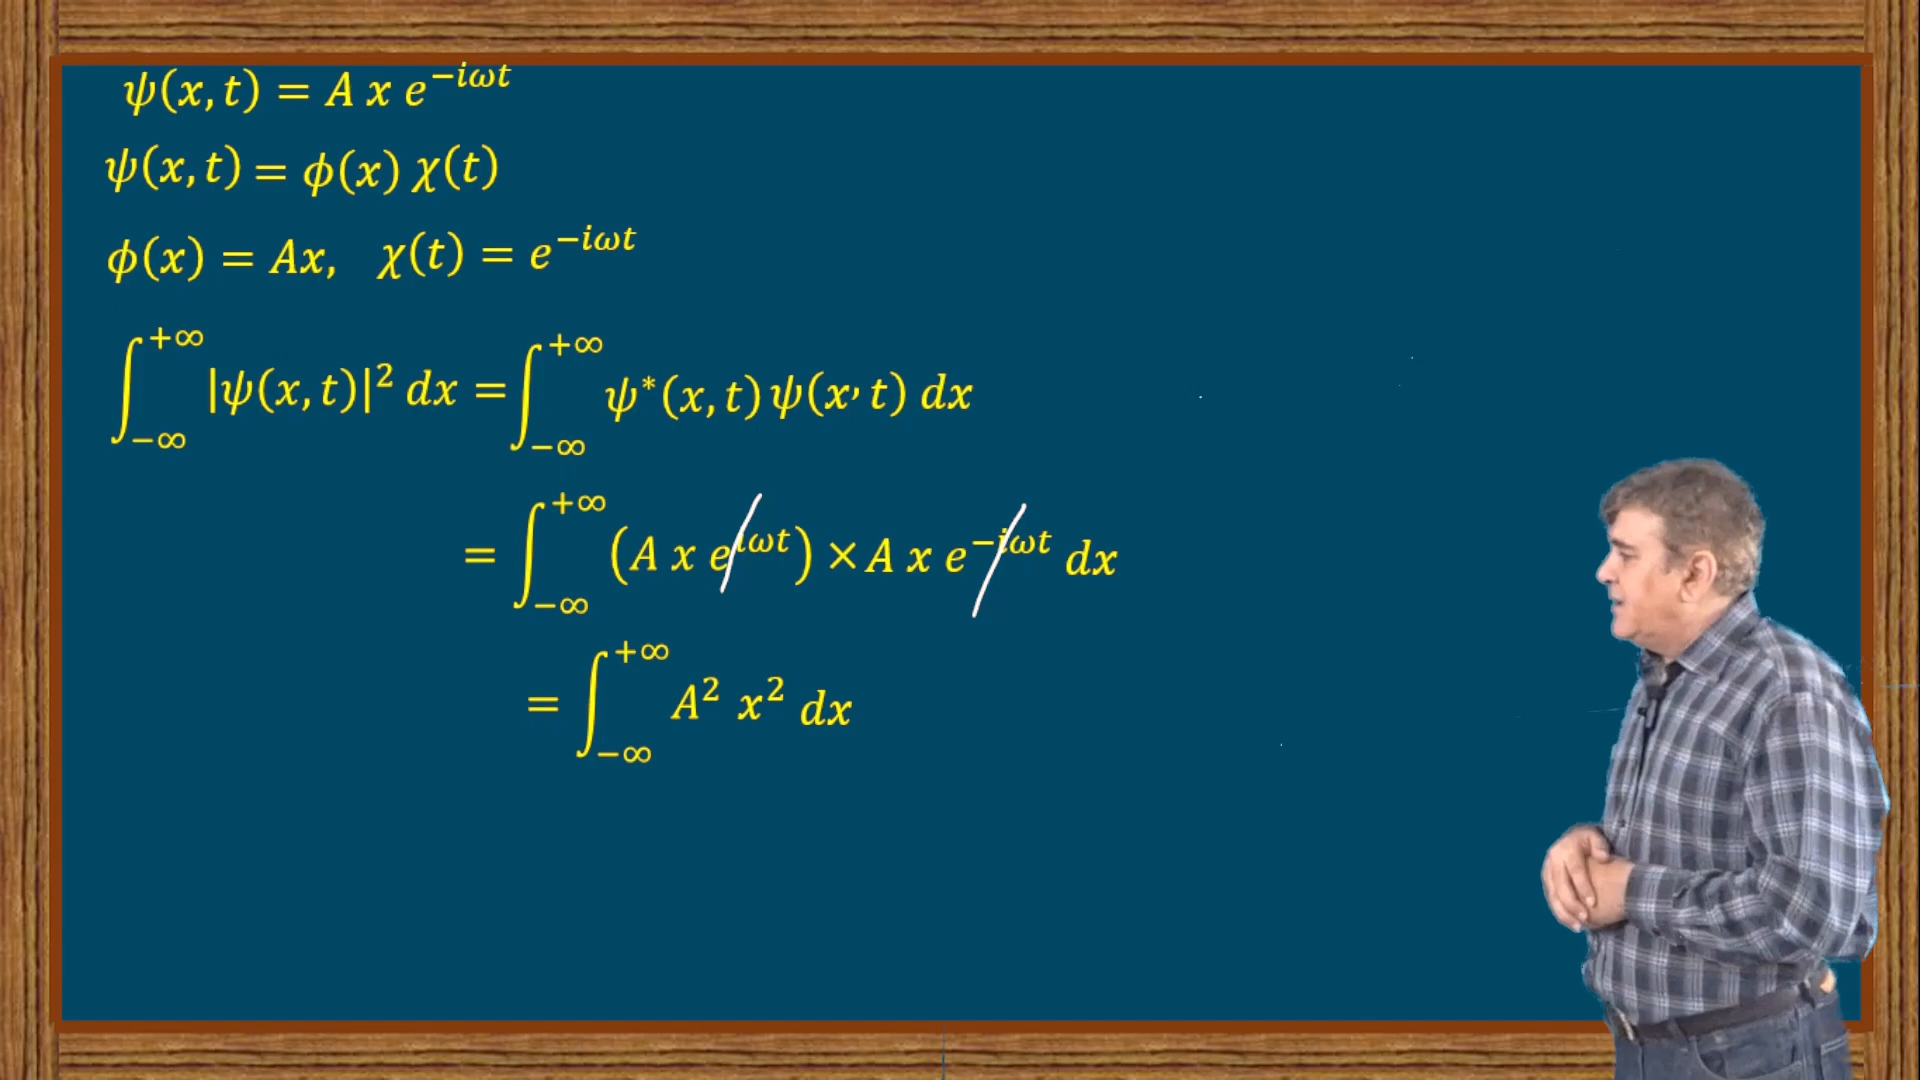 ψ(x,t) = A x e^{-iωt}
ψ(x,t) = ϕ(x) χ(t)
ϕ(x) = Ax, χ(t) = e^{-iωt}
∫_{-∞}^{+∞} |ψ(x,t)|² dx = ∫_{-∞}^{+∞} ψ*(x,t) ψ(x,t) dx
= ∫_{-∞}^{+∞} (A x e^{iωt}) × A x e^{-iωt} dx
= ∫_{-∞}^{+∞} A² x² dx